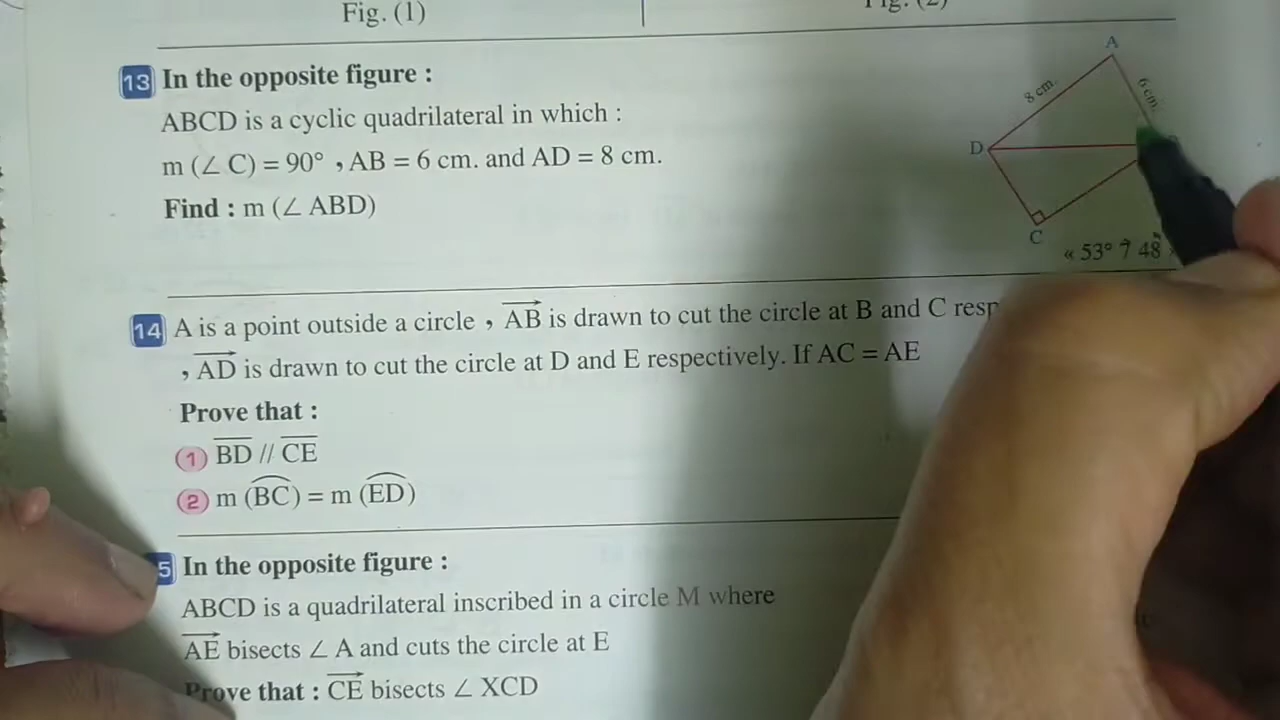 Fig. (1)
Fig. (2)
13 In the opposite figure :
ABCD is a cyclic quadrilateral in which :
m (∠ C) = 90° , AB = 6 cm. and AD = 8 cm.
Find : m (∠ ABD)
A
8 cm.
6 cm.
D
C
« 53° 7̀ 48̏
14 A is a point outside a circle , AB is drawn to cut the circle at B and C
, AD is drawn to cut the circle at D and E respectively. If AC = AE
Prove that :
1 BD // CE
2 m (BC) = m (ED)
5 In the opposite figure :
ABCD is a quadrilateral inscribed in a circle M where
AE bisects ∠ A and cuts the circle at E
Prove that : CE bisects ∠ XCD